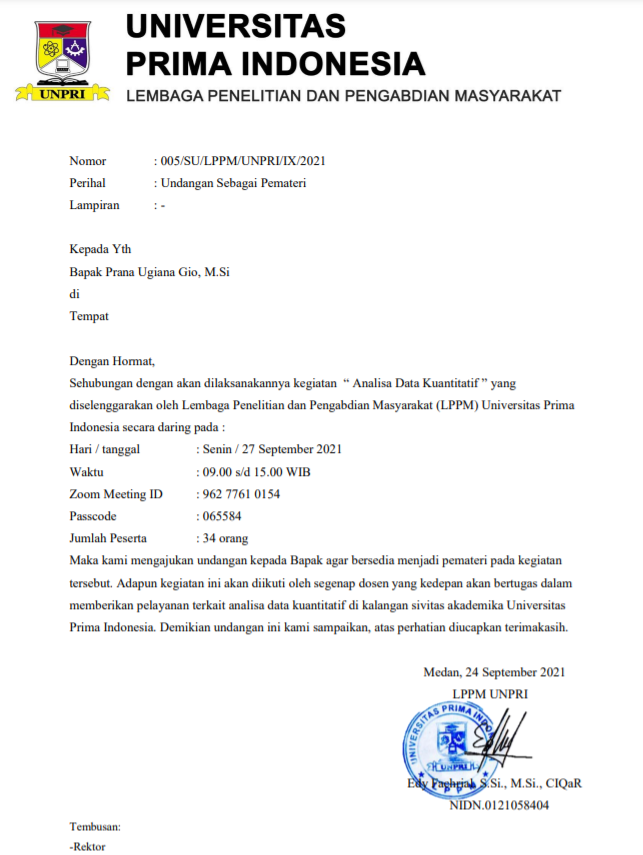 UNIVERSITAS
PRIMA INDONESIA
LEMBAGA PENELITIAN DAN PENGABDIAN MASYARAKAT
UNPRI
Nomor : 005/SU/LPPM/UNPRI/IX/2021
Perihal : Undangan Sebagai Pemateri
Lampiran : -
Kepada Yth
Bapak Prana Ugiana Gio, M.Si
di
Tempat
Dengan Hormat,
Sehubungan dengan akan dilaksanakannya kegiatan “ Analisa Data Kuantitatif ” yang
diselenggarakan oleh Lembaga Penelitian dan Pengabdian Masyarakat (LPPM) Universitas Prima
Indonesia secara daring pada :
Hari / tanggal : Senin / 27 September 2021
Waktu : 09.00 s/d 15.00 WIB
Zoom Meeting ID : 962 7761 0154
Passcode : 065584
Jumlah Peserta : 34 orang
Maka kami mengajukan undangan kepada Bapak agar bersedia menjadi pemateri pada kegiatan
tersebut. Adapun kegiatan ini akan diikuti oleh segenap dosen yang kedepan akan bertugas dalam
memberikan pelayanan terkait analisa data kuantitatif di kalangan sivitas akademika Universitas
Prima Indonesia. Demikian undangan ini kami sampaikan, atas perhatian diucapkan terimakasih.
Medan, 24 September 2021
LPPM UNPRI
UNIVERSITAS PRIMA INDO
UNPRI
Edy Fachrial, S.Si., M.Si., CIQaR
NIDN.0121058404
Tembusan:
-Rektor